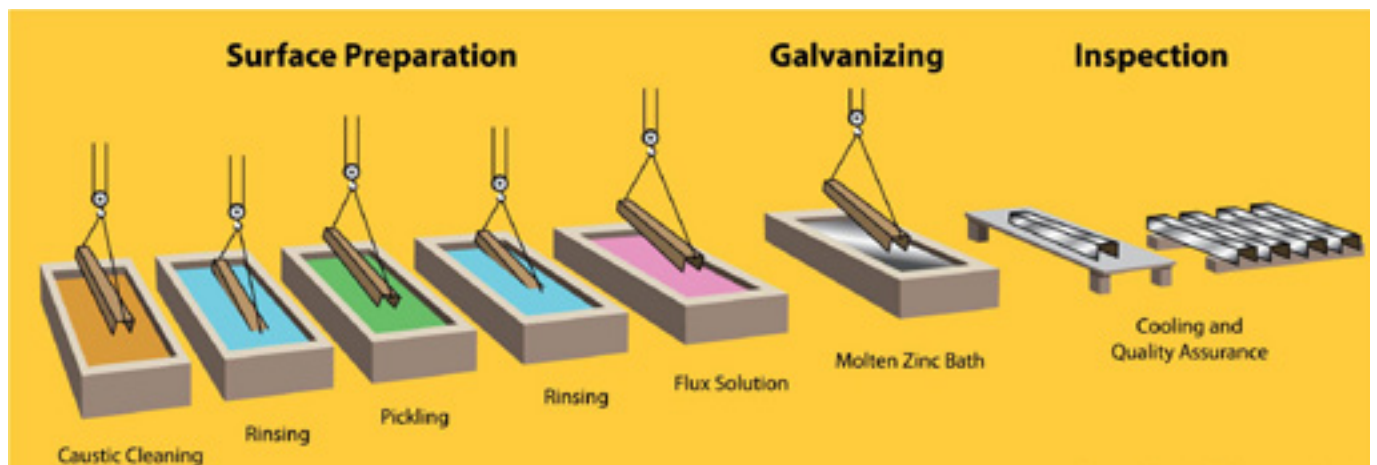 Surface Preparation
Galvanizing
Inspection
Caustic Cleaning
Rinsing
Pickling
Rinsing
Flux Solution
Molten Zinc Bath
Cooling and
Quality Assurance